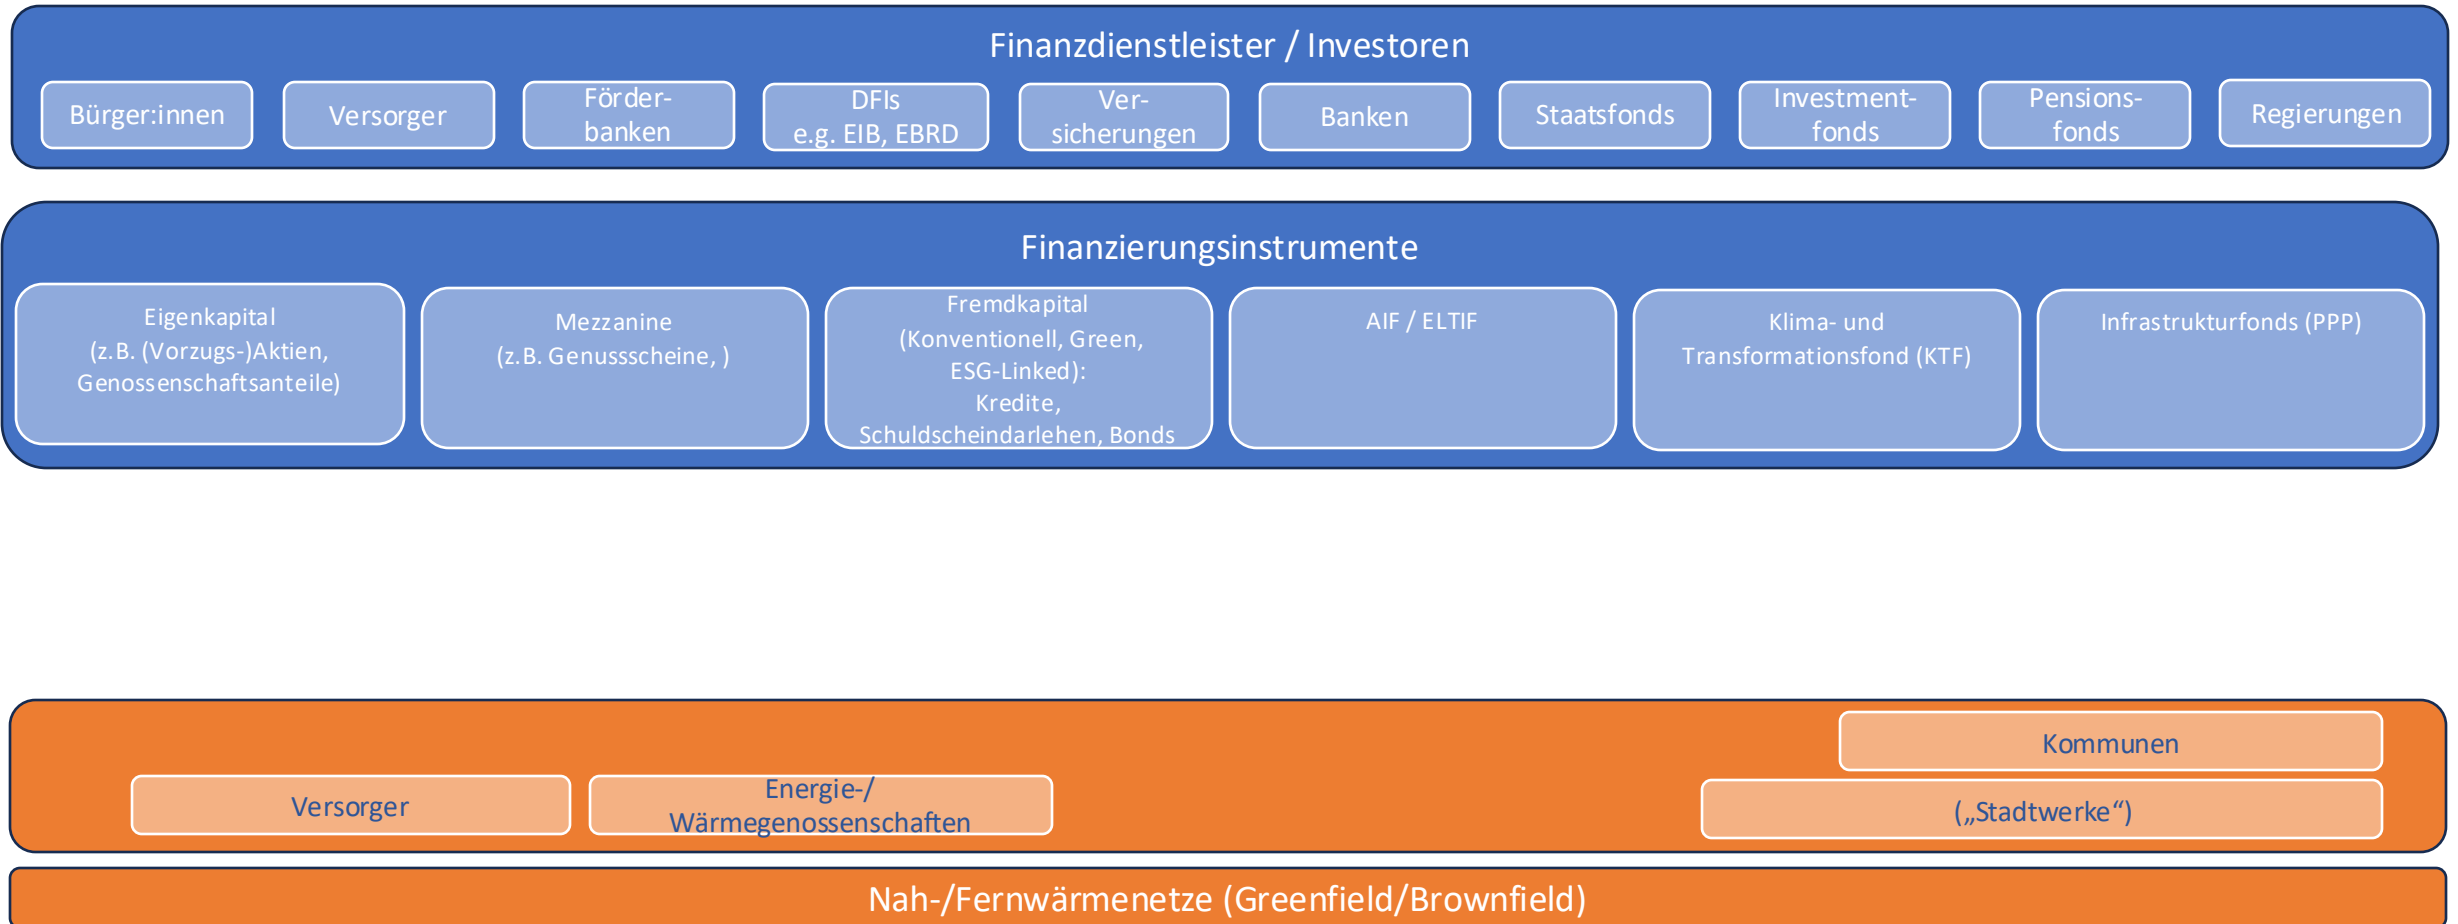 Finanzdienstleister / Investoren
Bürger:innen
Versorger
Förder-
banken
DFIs
e.g. EIB, EBRD
Ver-
sicherungen
Banken
Staatsfonds
Investment-
fonds
Pensions-
fonds
Regierungen
Finanzierungsinstrumente
Eigenkapital
(z.B. (Vorzugs-)Aktien,
Genossenschaftsanteile)
Mezzanine
(z.B. Genussscheine, )
Fremdkapital
(Konventionell, Green,
ESG-Linked):
Kredite,
Schuldscheindarlehen, Bonds
AIF / ELTIF
Klima- und
Transformationsfond (KTF)
Infrastrukturfonds (PPP)
Kommunen
Versorger
Energie-/
Wärmegenossenschaften
(„Stadtwerke“)
Nah-/Fernwärmenetze (Greenfield/Brownfield)